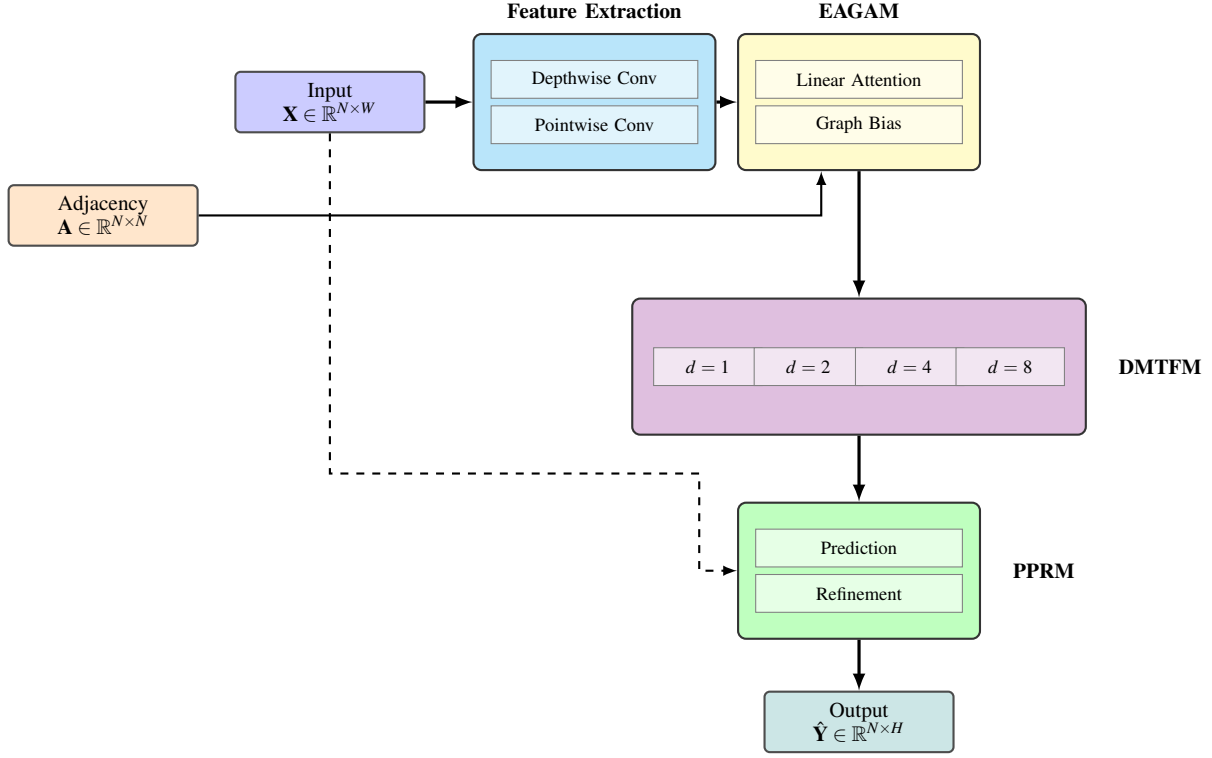 Feature Extraction
EAGAM
Input
X ∈ ℝ^{N×W}
Depthwise Conv
Pointwise Conv
Linear Attention
Graph Bias
Adjacency
A ∈ ℝ^{N×N}
d = 1
d = 2
d = 4
d = 8
DMTFM
Prediction
Refinement
PPRM
Output
Ŷ ∈ ℝ^{N×H}